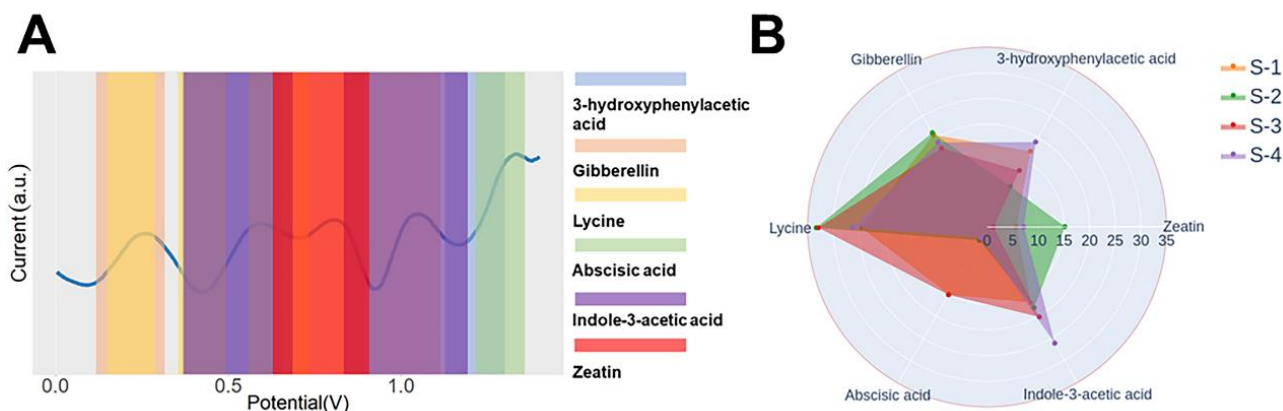 A
Current (a.u.)
0.0
0.5
1.0
Potential(V)
3-hydroxyphenylacetic
acid
Gibberellin
Lycine
Abscisic acid
Indole-3-acetic acid
Zeatin
B
Gibberellin
3-hydroxyphenylacetic acid
Lycine
0 5 10 15 20 25 30 35
Zeatin
Abscisic acid
Indole-3-acetic acid
S-1
S-2
S-3
S-4